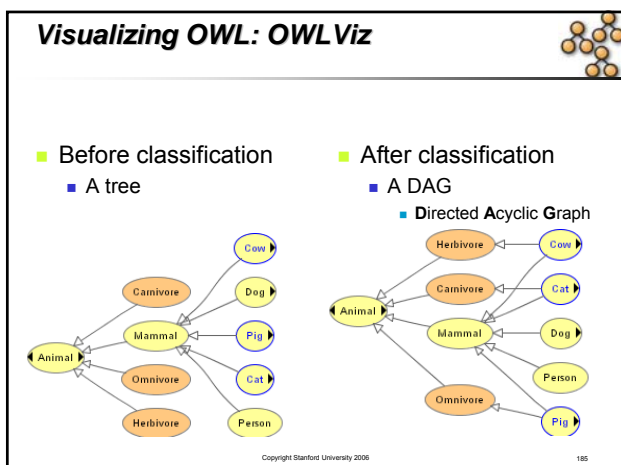 Visualizing OWL: OWLViz
Before classification
A tree
Cow
Carnivore
Dog
Mammal
Pig
Animal
Omnivore
Cat
Herbivore
Person
After classification
A DAG
Directed Acyclic Graph
Herbivore
Cow
Carnivore
Cat
Animal
Mammal
Dog
Person
Omnivore
Pig
Copyright Stanford University 2006
185